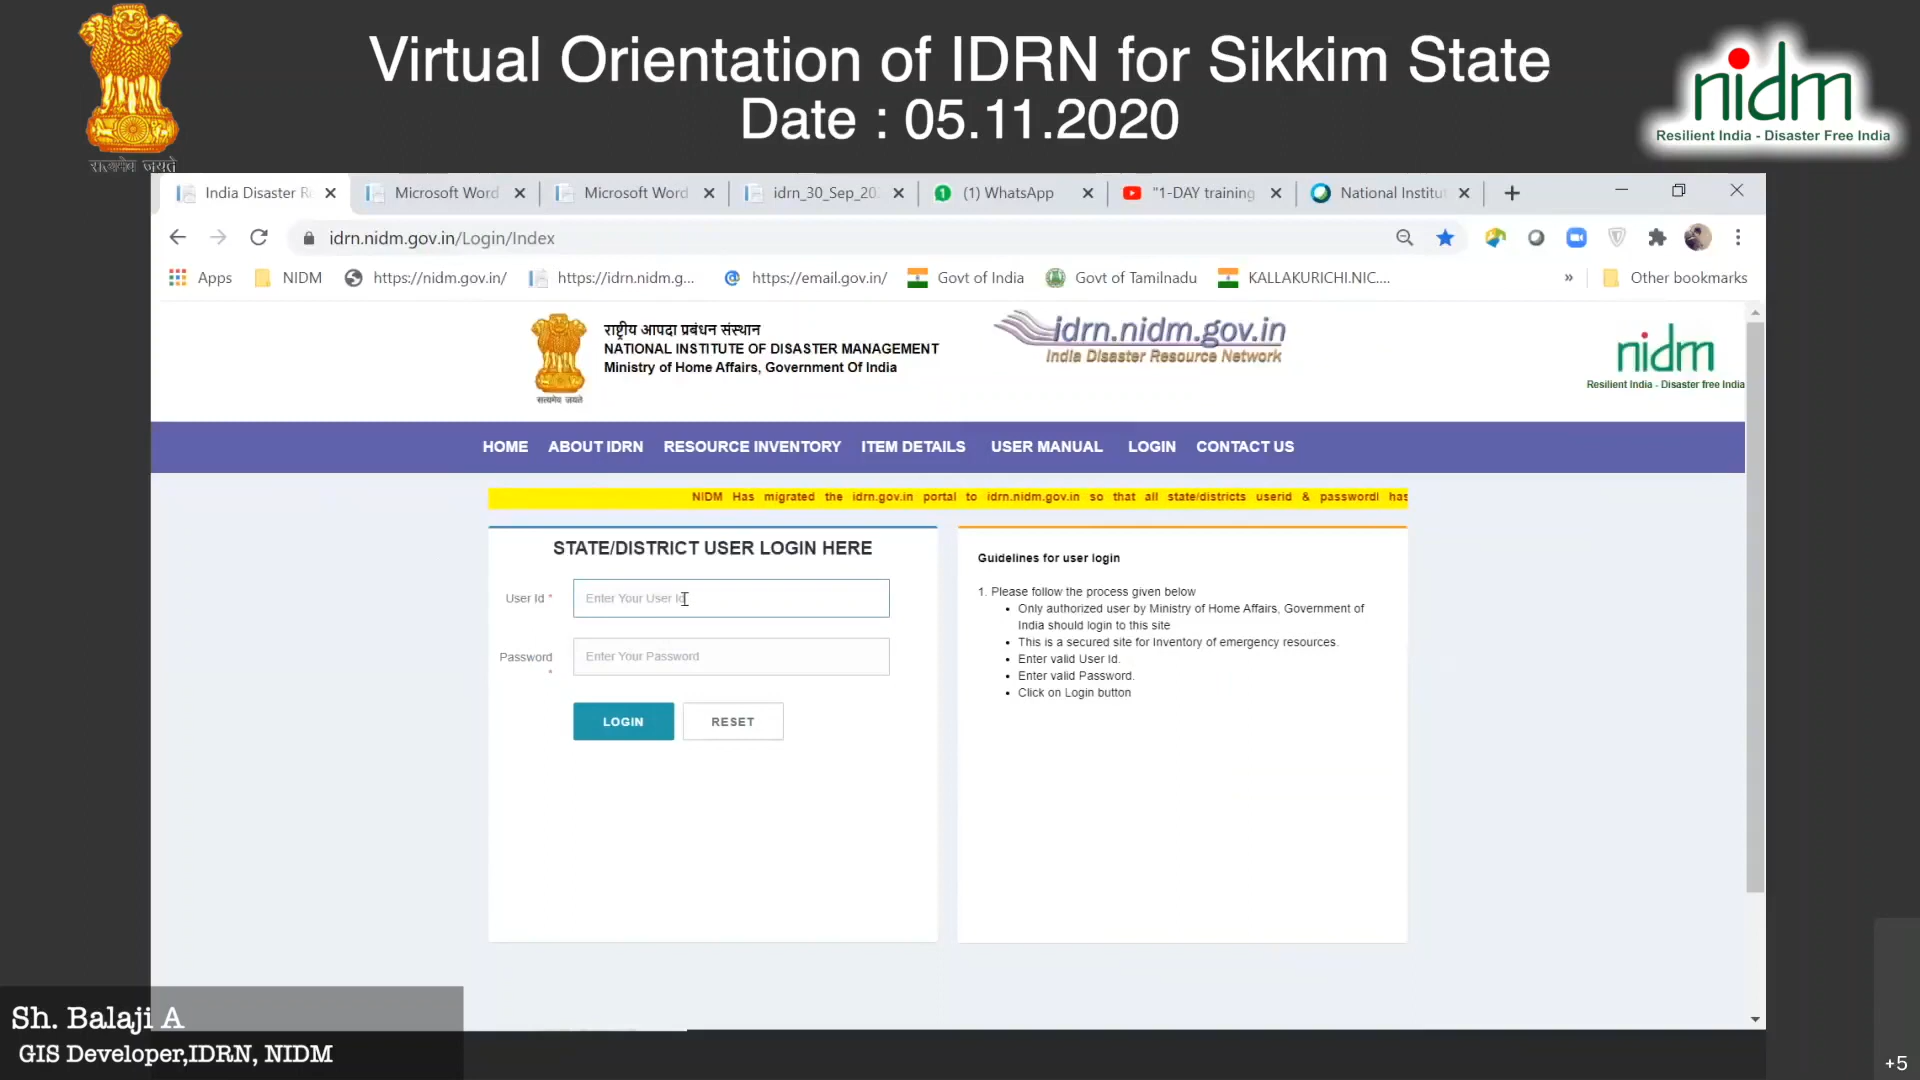 Virtual Orientation of IDRN for Sikkim State
Date : 05.11.2020
सत्यमेव जयते
nidm
Resilient India - Disaster Free India
India Disaster R
Microsoft Word
Microsoft Word
idrn_30_Sep_20
(1) WhatsApp
"1-DAY training
National Institu
idrn.nidm.gov.in/Login/Index
Apps
NIDM
https://nidm.gov.in/
https://idrn.nidm.g...
https://email.gov.in/
Govt of India
Govt of Tamilnadu
KALLAKURICHI.NIC....
»
Other bookmarks
सत्यमेव जयते
राष्ट्रीय आपदा प्रबंधन संस्थान
NATIONAL INSTITUTE OF DISASTER MANAGEMENT
Ministry of Home Affairs, Government Of India
idrn.nidm.gov.in
India Disaster Resource Network
nidm
Resilient India - Disaster free India
HOME
ABOUT IDRN
RESOURCE INVENTORY
ITEM DETAILS
USER MANUAL
LOGIN
CONTACT US
NIDM Has migrated the idrn.gov.in portal to idrn.nidm.gov.in so that all state/districts userid & passwordl has
STATE/DISTRICT USER LOGIN HERE
User Id *
Enter Your User Id
Password *
Enter Your Password
LOGIN
RESET
Guidelines for user login
1. Please follow the process given below
• Only authorized user by Ministry of Home Affairs, Government of
India should login to this site
• This is a secured site for Inventory of emergency resources.
• Enter valid User Id.
• Enter valid Password.
• Click on Login button
Sh. Balaji A
GIS Developer,IDRN, NIDM
+5